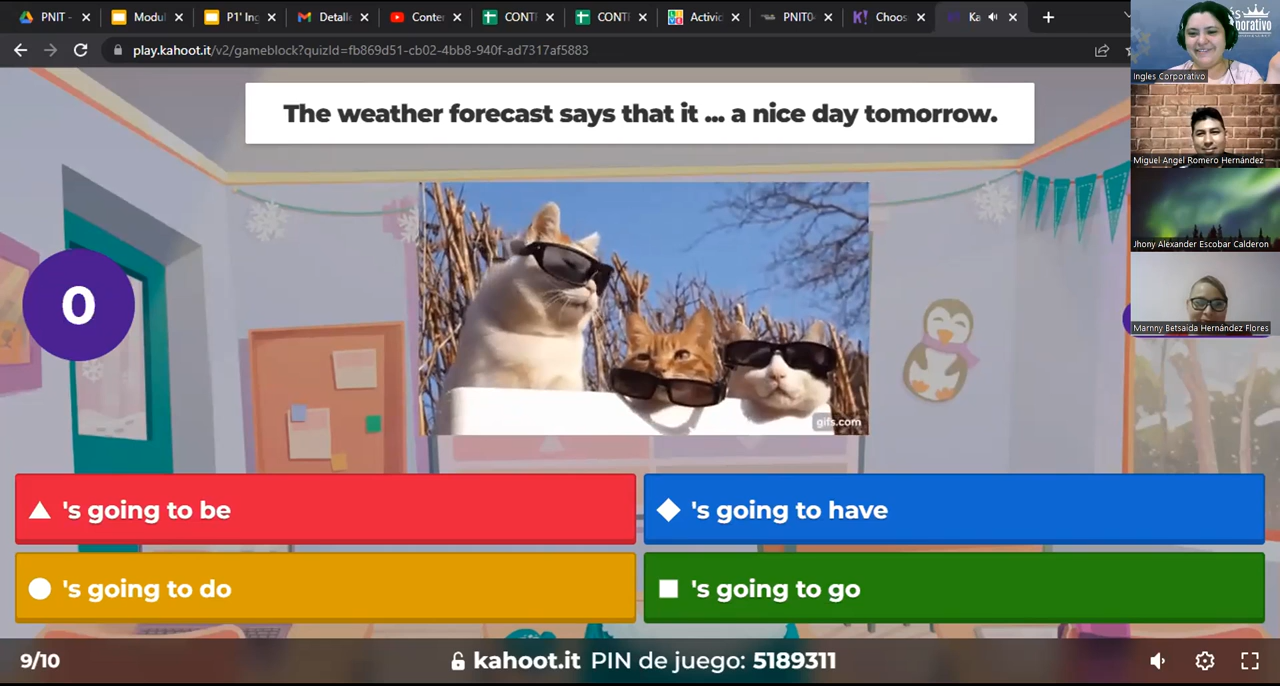 PNIT -
Modul
P1' Ing
Detalle
Conte
CONTI
CONTI
Activic
PNIT0
Choos
Ka
play.kahoot.it/v2/gameblock?quizId=fb869d51-cb02-4bb8-940f-ad7317af5883
The weather forecast says that it ... a nice day tomorrow.
0
gifs.com
's going to be
's going to have
's going to do
's going to go
9/10
kahoot.it PIN de juego: 5189311
Ingles Corporativo
Miguel Angel Romero Hernández
Jhony Alexander Escobar Calderon
Marnny Betsaida Hernández Flores